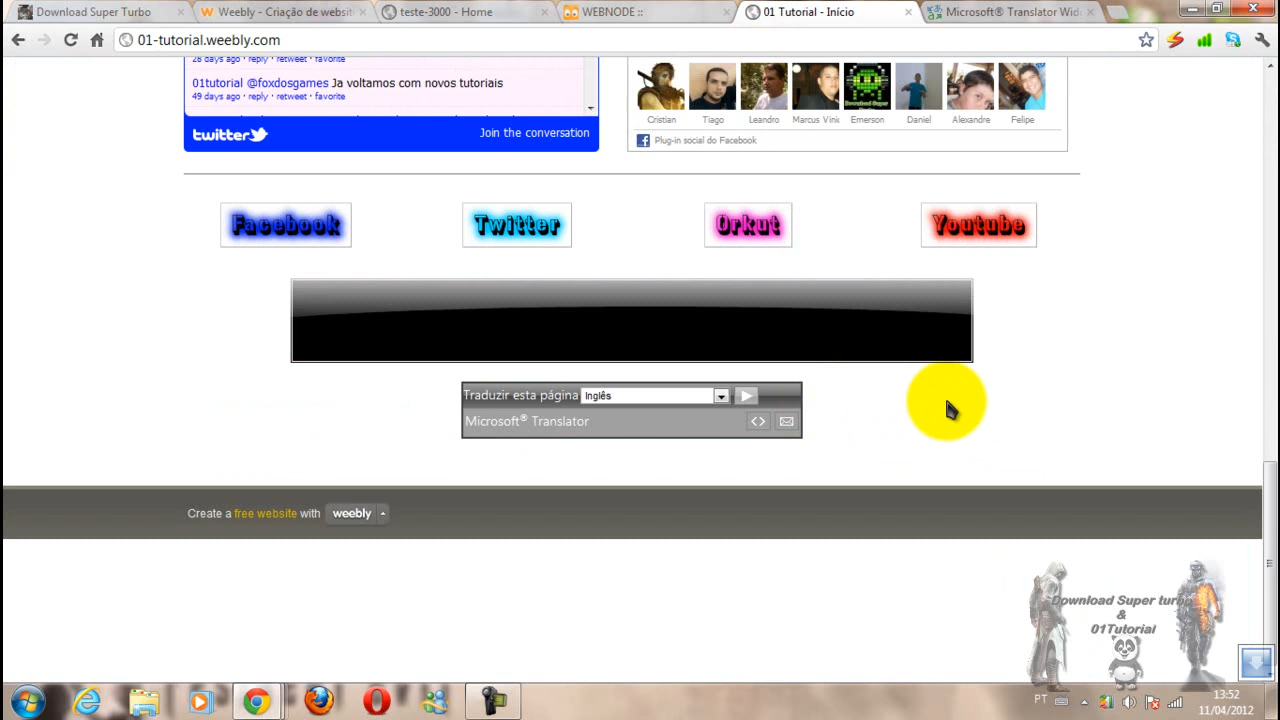 Download Super Turbo
Weebly - Criação de websit
teste-3000 - Home
WEBNODE ::
01 Tutorial - Início
Microsoft® Translator Wid
01-tutorial.weebly.com
28 days ago · reply · retweet · favorite
01tutorial @foxdosgames Ja voltamos com novos tutoriais
49 days ago · reply · retweet · favorite
twitter
Join the conversation
Cristian Tiago Leandro Marcus Vini Emerson Daniel Alexandre Felipe
Plug-in social do Facebook
Facebook
Twitter
Orkut
Youtube
Traduzir esta página Inglês
Microsoft® Translator
Create a free website with weebly
Download Super turbo
&
01Tutorial
PT
13:52
11/04/2012